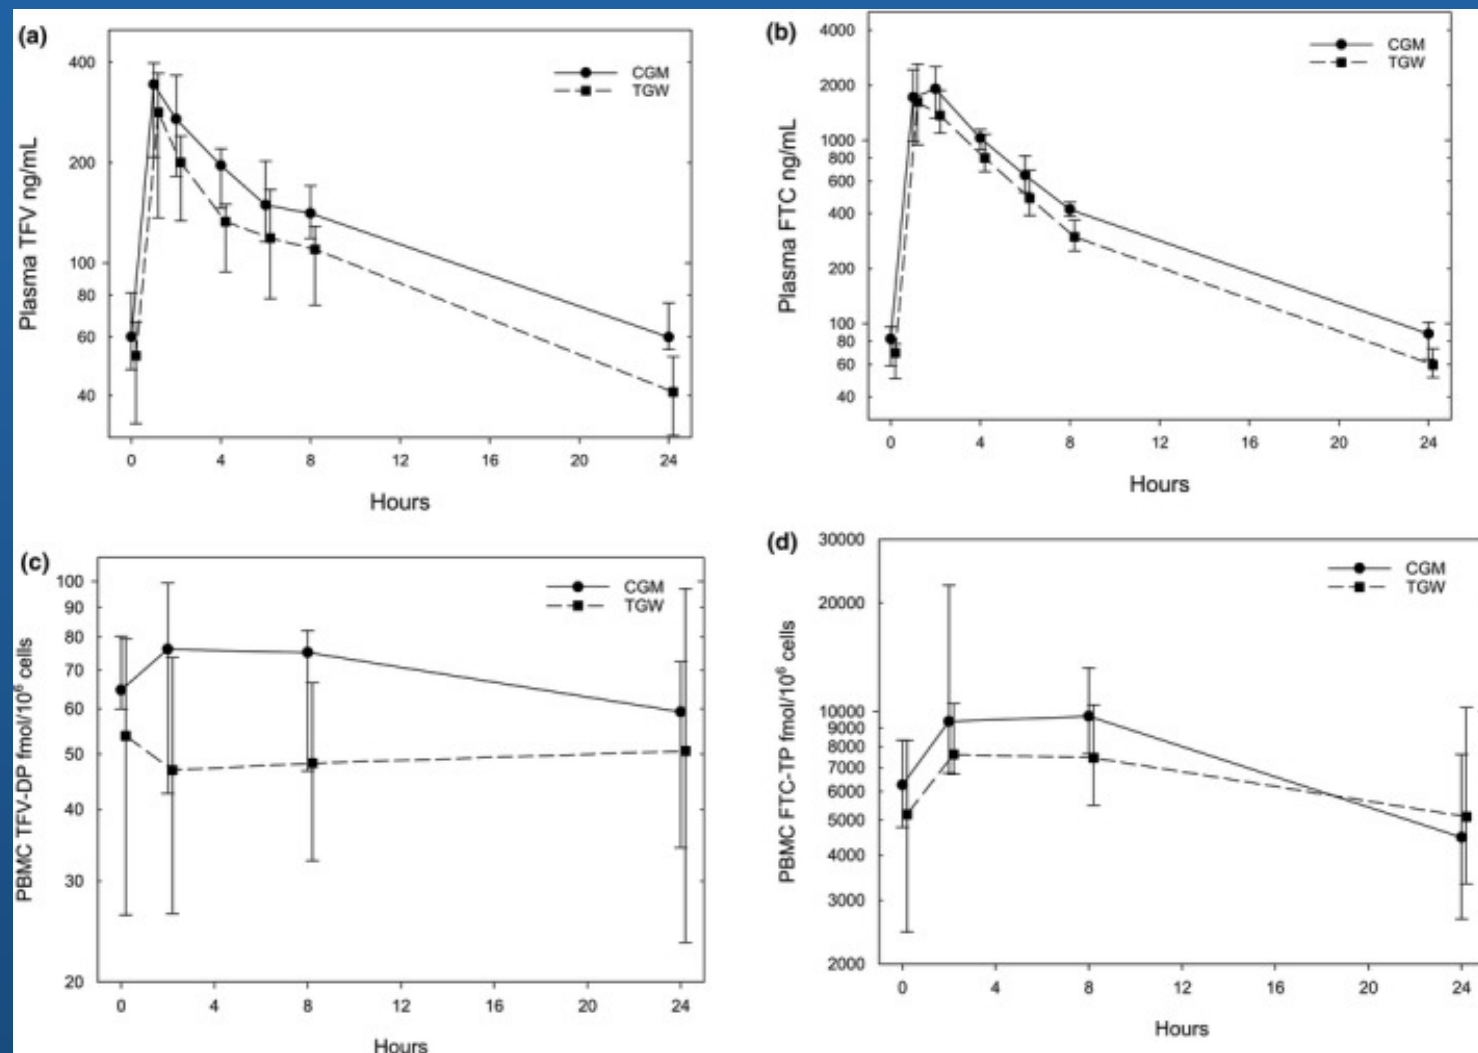 (a)
CGM
TGW
400
200
100
80
60
40
Plasma TFV ng/mL
0 4 8 12 16 20 24
Hours
(b)
CGM
TGW
4000
2000
1000
800
600
400
200
100
80
60
40
Plasma FTC ng/mL
0 4 8 12 16 20 24
Hours
(c)
CGM
TGW
100
90
80
70
60
50
40
30
20
PBMC TFV-DP fmol/10⁶ cells
0 4 8 12 16 20 24
Hours
(d)
CGM
TGW
30000
20000
10000
9000
8000
7000
6000
5000
4000
3000
2000
PBMC FTC-TP fmol/10⁶ cells
0 4 8 12 16 20 24
Hours